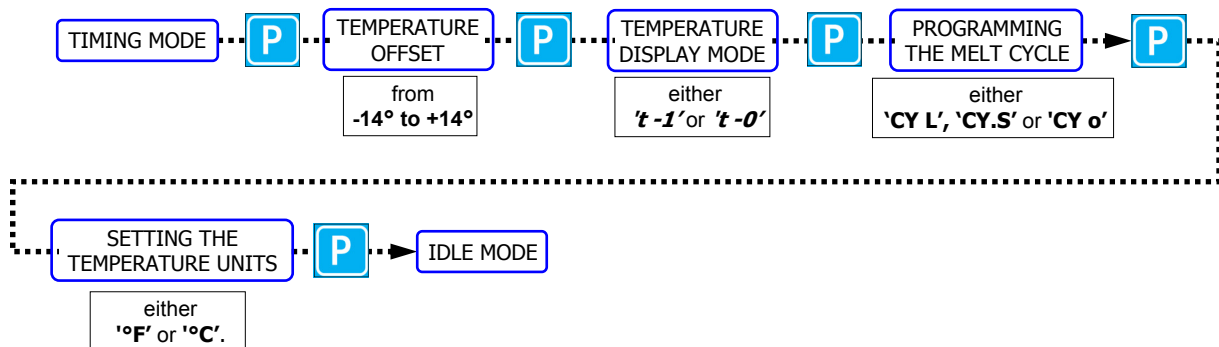 TIMING MODE
P
TEMPERATURE
OFFSET
P
TEMPERATURE
DISPLAY MODE
P
PROGRAMMING
THE MELT CYCLE
P
from
-14° to +14°
either
't -1' or 't -0'
either
‘CY L’, ‘CY.S’ or 'CY o’
SETTING THE
TEMPERATURE UNITS
P
IDLE MODE
either
'°F’ or '°C’.